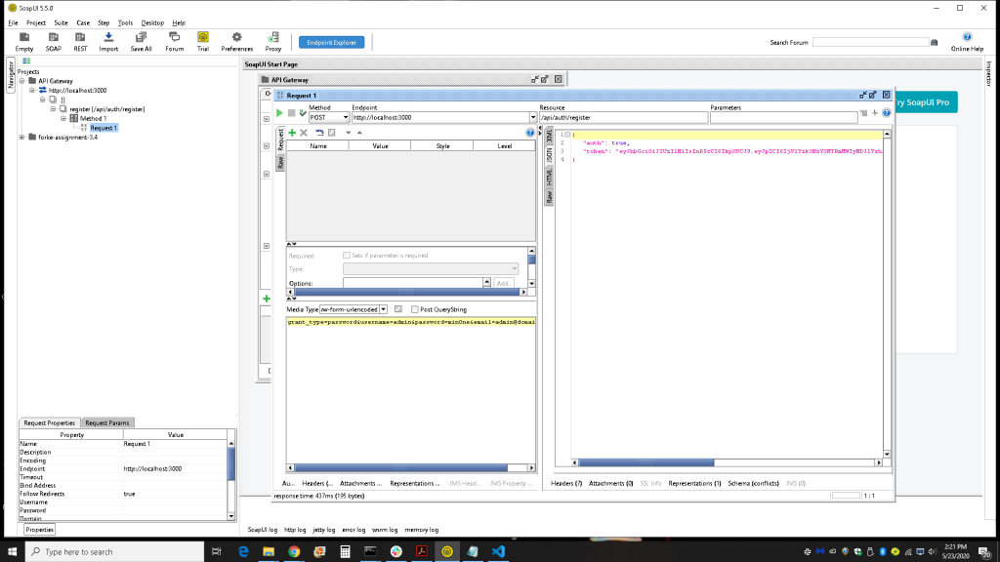 SoapUI 5.5.0
File Project Suite Case Step Tools Desktop Help
Empty SOAP REST Import Save All Forum Trial Preferences Proxy
Endpoint Explorer
Search Forum
Online Help
Navigator
Projects
API Gateway
http://localhost:3000
register [/api/auth/register]
Method 1
Request 1
forke-assignment-3.4
SoapUI Start Page
API Gateway
Request 1
Method Endpoint Resource Parameters
POST http://localhost:3000 /api/auth/register
Try SoapUI Pro
Inspector
Request
Raw
Name Value Style Level
XML
JSON
HTML
Raw
1 {
2 "auth": true,
3
4 }
"token":
Required: Sets if parameter is required
Type:
Options: Add..
Media Type w-form-urlencoded Post QueryString
grant_type=password&username=admin&password=minOne&email=admin@domai
Au... Headers (... Attachments ... Representations ... JMS Head... JMS Property ...
Headers (7) Attachments (0) SSL Info Representations (1) Schema (conflicts) JMS (0)
response time: 437ms (195 bytes)
1 : 1
Request Properties Request Params
Property Value
Name Request 1
Description
Encoding
Endpoint http://localhost:3000
Timeout
Bind Address
Follow Redirects true
Username
Password
Domain
Properties
SoapUI log http log jetty log error log wsrm log memory log
Type here to search
2:21 PM
5/23/2020
20